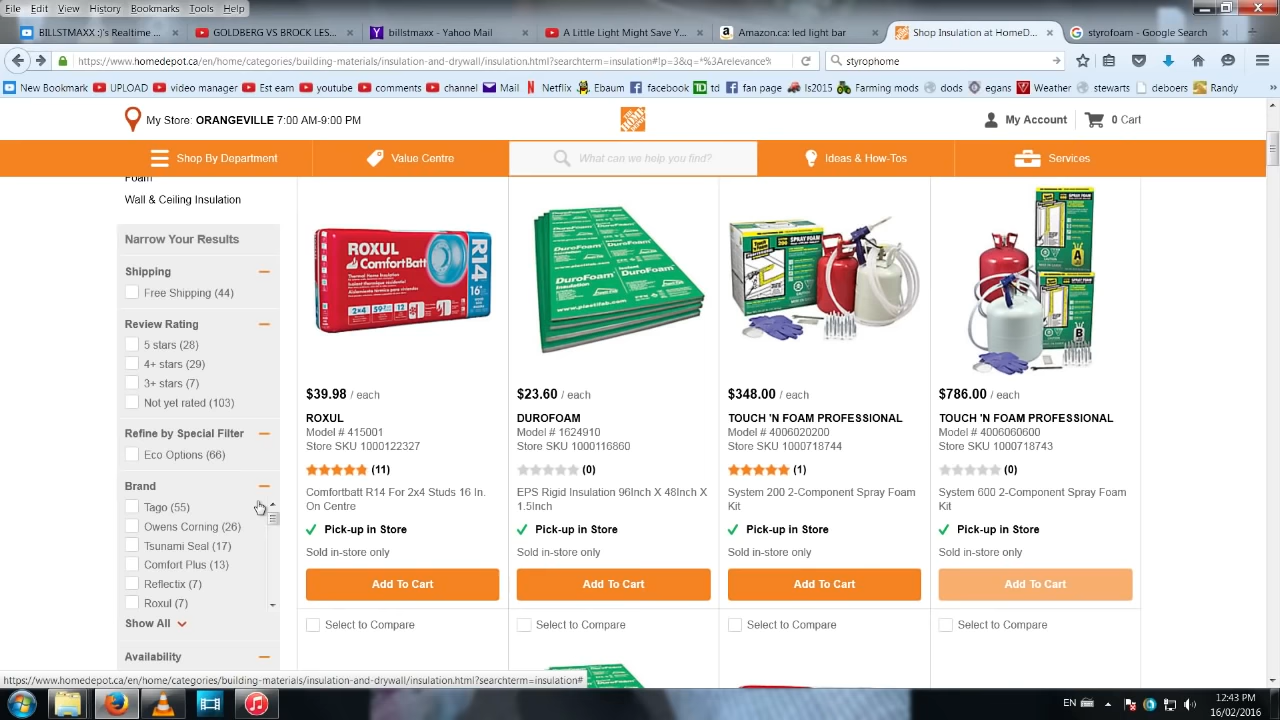 File Edit View History Bookmarks Tools Help
BILLSTMAXX ;)'s Realtime ...
GOLDBERG VS BROCK LES...
billstmaxx - Yahoo Mail
A Little Light Might Save Y...
Amazon.ca: led light bar
Shop Insulation at HomeD...
styrofoam - Google Search
https://www.homedepot.ca/en/home/categories/building-materials/insulation-and-drywall/insulation.html?searchterm=insulation#!p=3&q=*%3Arelevance%
styrophome
New Bookmark UPLOAD video manager Est earn youtube comments channel Mail Netflix Ebaum facebook td fan page ls2015 Farming mods dods egans Weather stewarts deboers Randy
My Store: ORANGEVILLE 7:00 AM-9:00 PM
My Account
0 Cart
Shop By Department
Value Centre
What can we help you find?
Ideas & How-Tos
Services
Foam
Wall & Ceiling Insulation
Narrow Your Results
Shipping
Free Shipping (44)
Review Rating
5 stars (28)
4+ stars (29)
3+ stars (7)
Not yet rated (103)
Refine by Special Filter
Eco Options (66)
Brand
Tago (55)
Owens Corning (26)
Tsunami Seal (17)
Comfort Plus (13)
Reflectix (7)
Roxul (7)
Show All
Availability
ROXUL
ComfortBatt
R14
16"
2x4
DuroFoam
insulation
SPRAY FOAM
SPRAY FOAM
A
B
$39.98 / each
ROXUL
Model # 415001
Store SKU 1000122327
(11)
Comfortbatt R14 For 2x4 Studs 16 In.
On Centre
Pick-up in Store
Sold in-store only
Add To Cart
Select to Compare
$23.60 / each
DUROFOAM
Model # 1624910
Store SKU 1000116860
(0)
EPS Rigid Insulation 96Inch X 48Inch X
1.5Inch
Pick-up in Store
Sold in-store only
Add To Cart
Select to Compare
$348.00 / each
TOUCH 'N FOAM PROFESSIONAL
Model # 4006020200
Store SKU 1000718744
(1)
System 200 2-Component Spray Foam
Kit
Pick-up in Store
Sold in-store only
Add To Cart
Select to Compare
$786.00 / each
TOUCH 'N FOAM PROFESSIONAL
Model # 4006060600
Store SKU 1000718743
(0)
System 600 2-Component Spray Foam
Kit
Pick-up in Store
Sold in-store only
Add To Cart
Select to Compare
https://www.homedepot.ca/en/home/categories/building-materials/insulation-and-drywall/insulation.html?searchterm=insulation#
EN
12:43 PM
16/02/2016